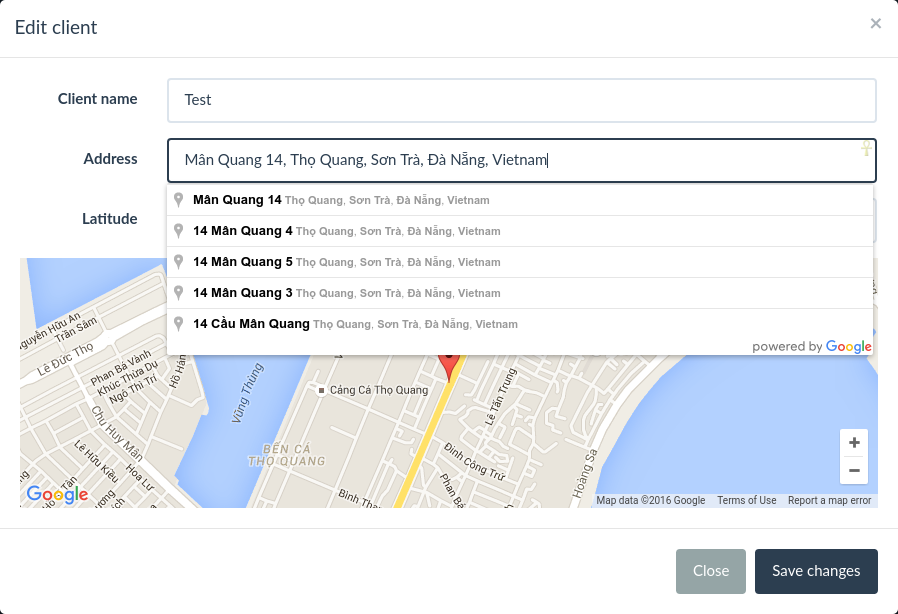 Edit client
×
Client name
Test
Address
Mân Quang 14, Thọ Quang, Sơn Trà, Đà Nẵng, Vietnam
Mân Quang 14 Thọ Quang, Sơn Trà, Đà Nẵng, Vietnam
Latitude
14 Mân Quang 4 Thọ Quang, Sơn Trà, Đà Nẵng, Vietnam
14 Mân Quang 5 Thọ Quang, Sơn Trà, Đà Nẵng, Vietnam
14 Mân Quang 3 Thọ Quang, Sơn Trà, Đà Nẵng, Vietnam
14 Cầu Mân Quang Thọ Quang, Sơn Trà, Đà Nẵng, Vietnam
powered by Google
guyễn Hữu An
Trần Sâm
Lê Đức Thọ
Phan Bá Vành
Khúc Thừa Dụ
Ngô Thì Trí
Hồ Hán
Vũng Thùng
Cảng Cá Thọ Quang
Lê Tấn Trung
Chu Huy Mân
Lê Hữu Kiều
Hoa Lư
BẾN CÁ
THỌ QUANG
Đinh Công Trứ
Phan Bá
Hoàng Sa
Bình Than
Google
Map data ©2016 Google
Terms of Use
Report a map error
+
−
Close
Save changes